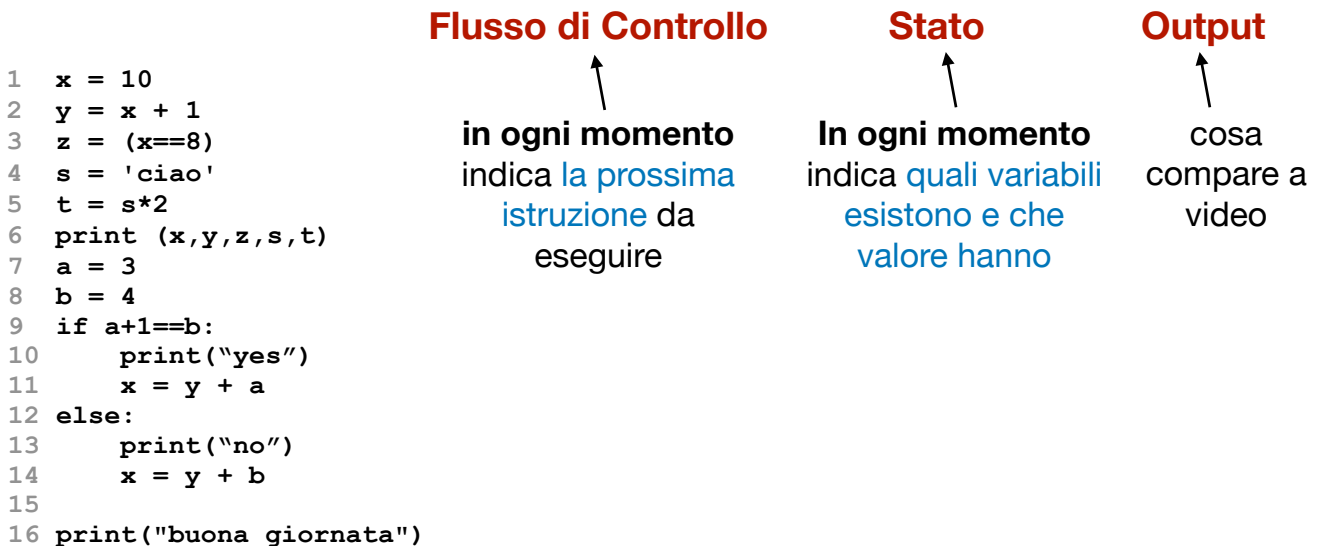 Flusso di Controllo Stato Output
1 x = 10
2 y = x + 1
3 z = (x==8)
4 s = 'ciao'
5 t = s*2
6 print (x,y,z,s,t)
7 a = 3
8 b = 4
9 if a+1==b:
10     print(“yes”)
11     x = y + a
12 else:
13     print(“no”)
14     x = y + b
15
16 print("buona giornata")
in ogni momento
indica la prossima
istruzione da
eseguire
In ogni momento
indica quali variabili
esistono e che
valore hanno
cosa
compare a
video